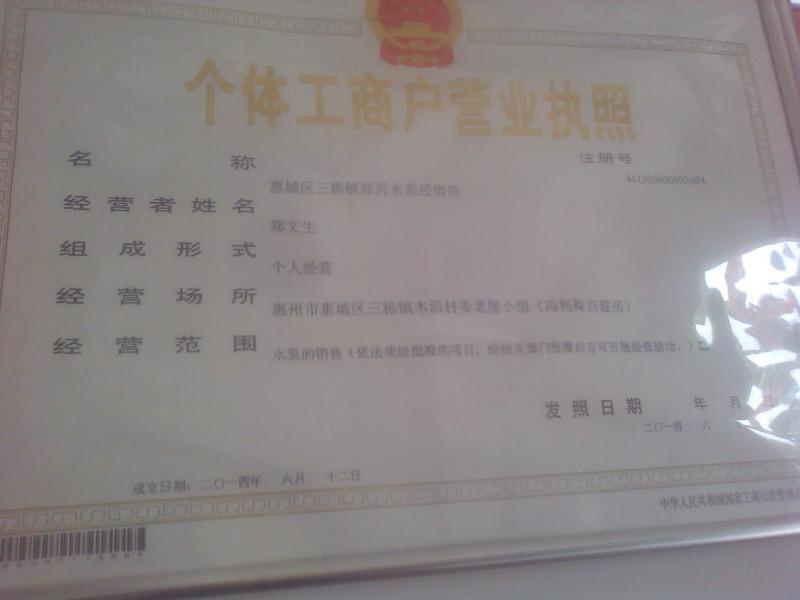 个体工商户营业执照
注册号
名称
惠城区三栋镇郑兴水泵经销部
经营者姓名
郑文生
组成形式
个人经营
经营场所
惠州市惠城区三栋镇木沥村委老屋小组（冯利自建房）
经营范围
水泵的销售（依法须经批准的项目，经相关部门批准后方可开展经营活动。）
发照日期 年 月
二〇一四 六
成立日期：二〇一四年 六月 十二日
中华人民共和国国家工商行政管理